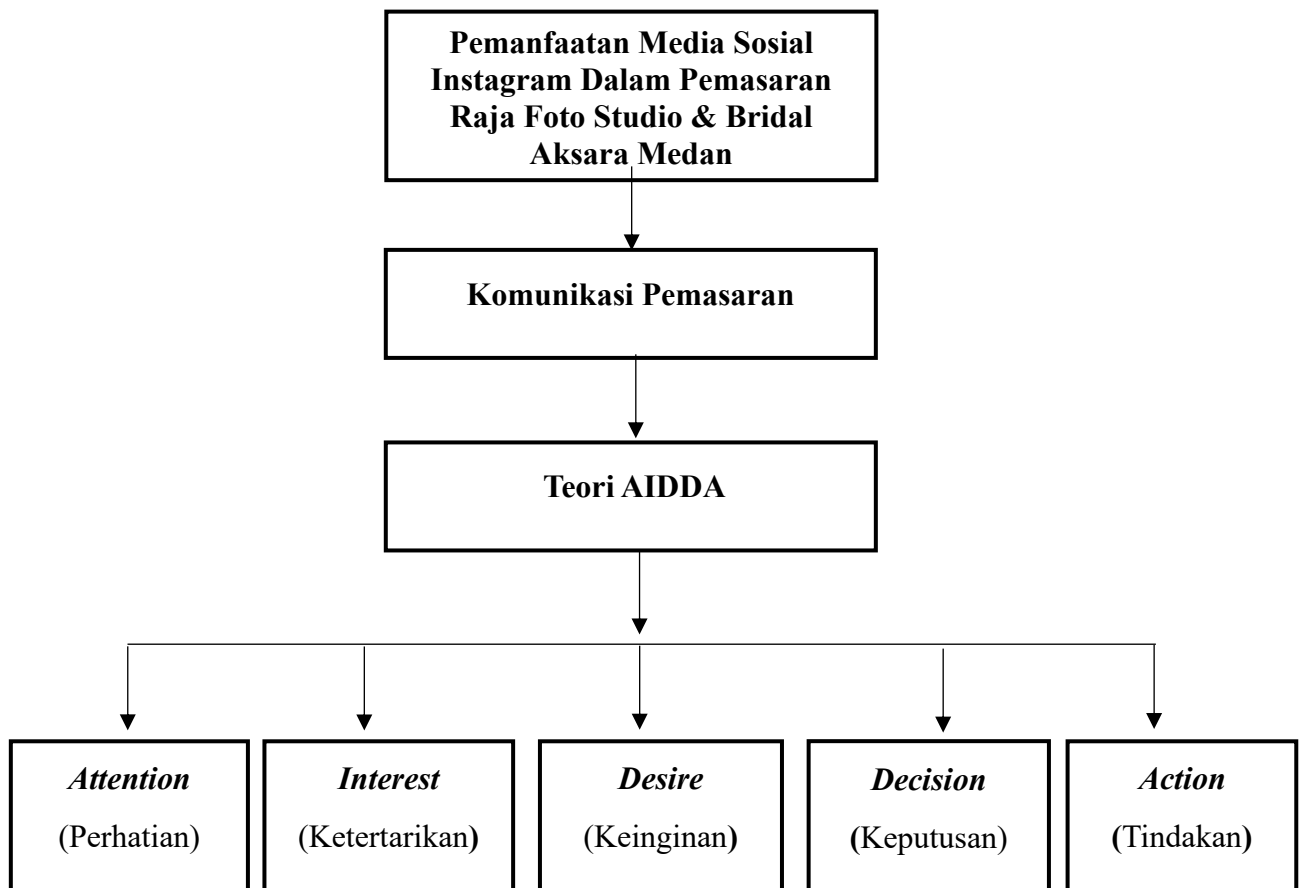 Pemanfaatan Media Sosial
Instagram Dalam Pemasaran
Raja Foto Studio & Bridal
Aksara Medan
Komunikasi Pemasaran
Teori AIDDA
Attention
(Perhatian)
Interest
(Ketertarikan)
Desire
(Keinginan)
Decision
(Keputusan)
Action
(Tindakan)